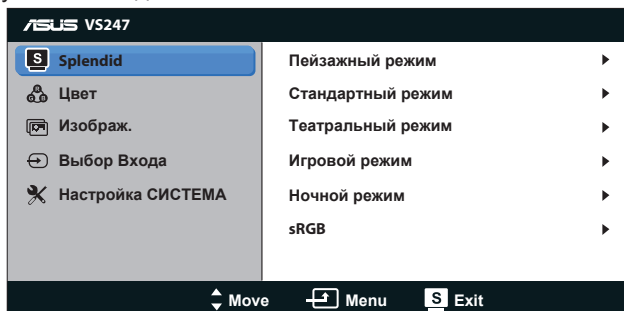 ASUS VS247
S Splendid
Цвет
Изображ.
Выбор Входа
Настройка СИСТЕМА
Пейзажный режим
Стандартный режим
Театральный режим
Игровой режим
Ночной режим
sRGB
Move Menu S Exit